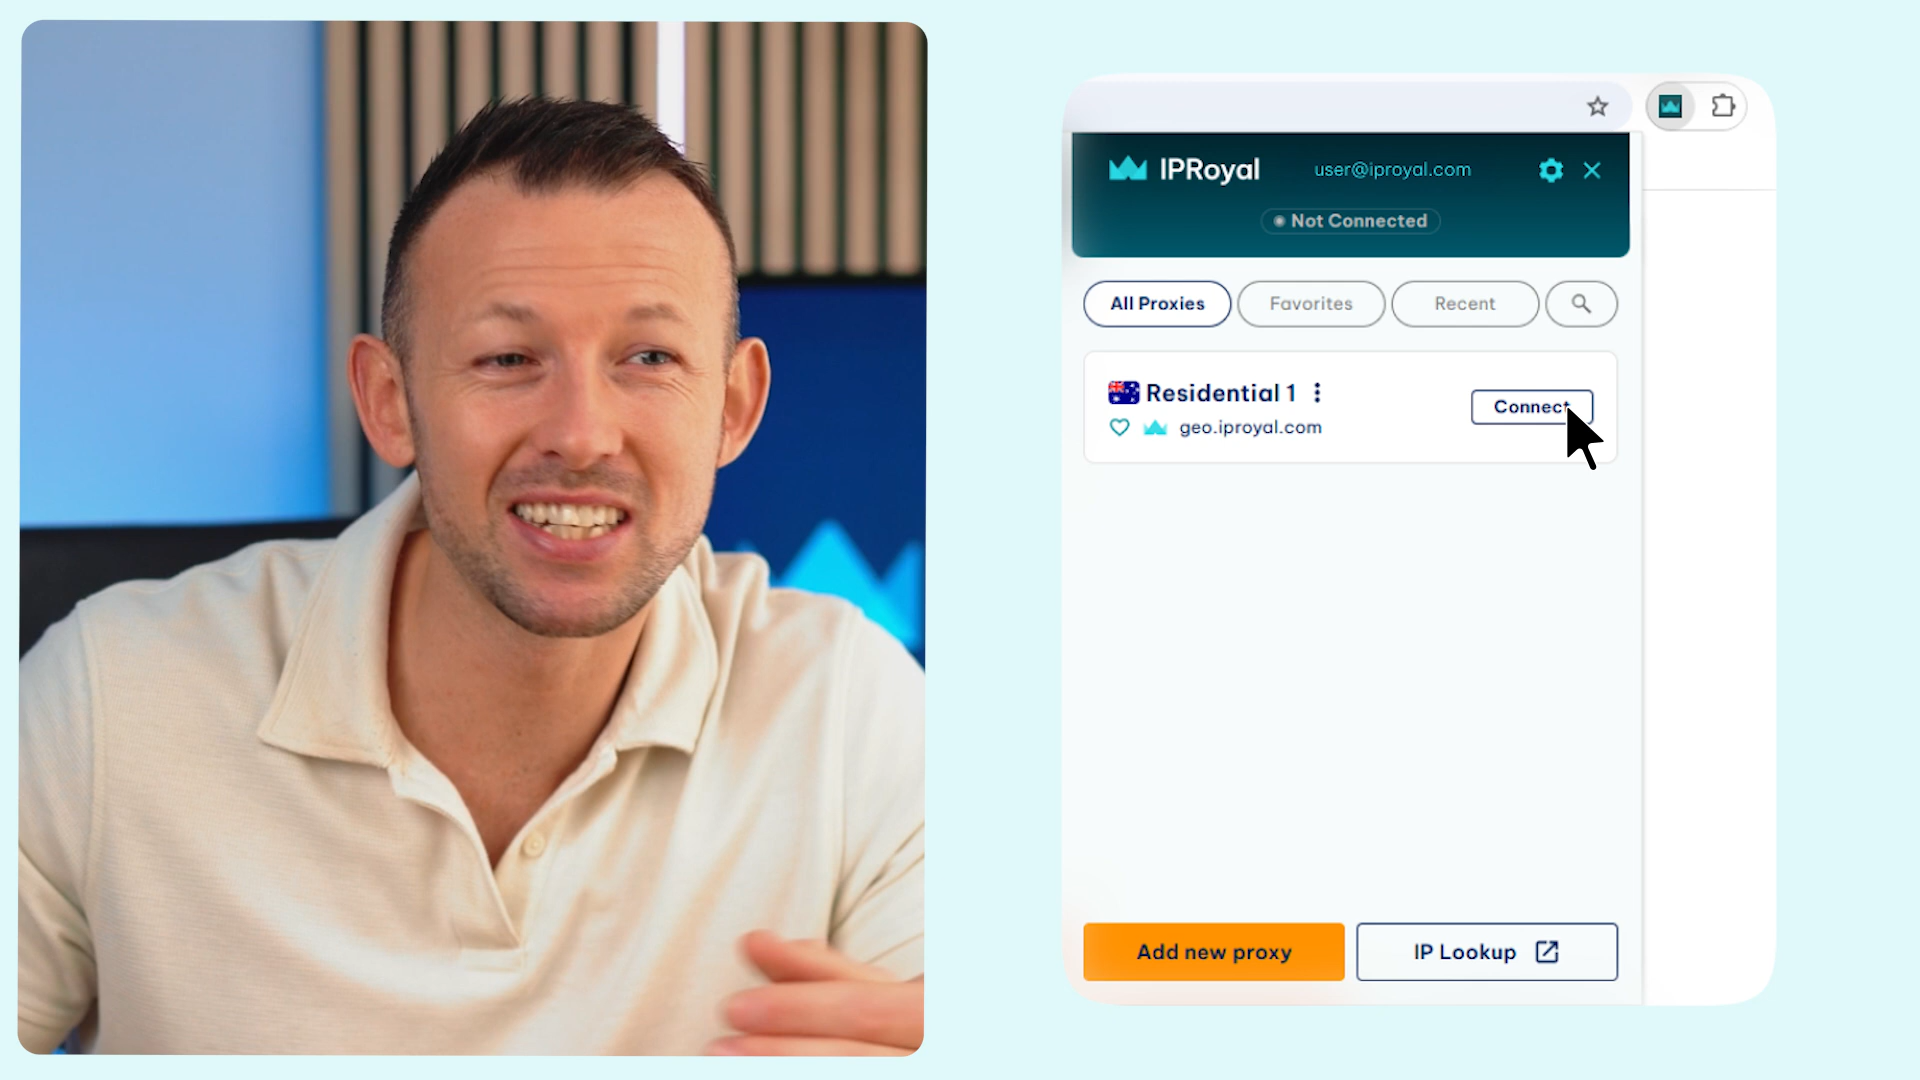 IPRoyal
user@iproyal.com
Not Connected
All Proxies
Favorites
Recent
Residential 1
Connect
geo.iproyal.com
Add new proxy
IP Lookup